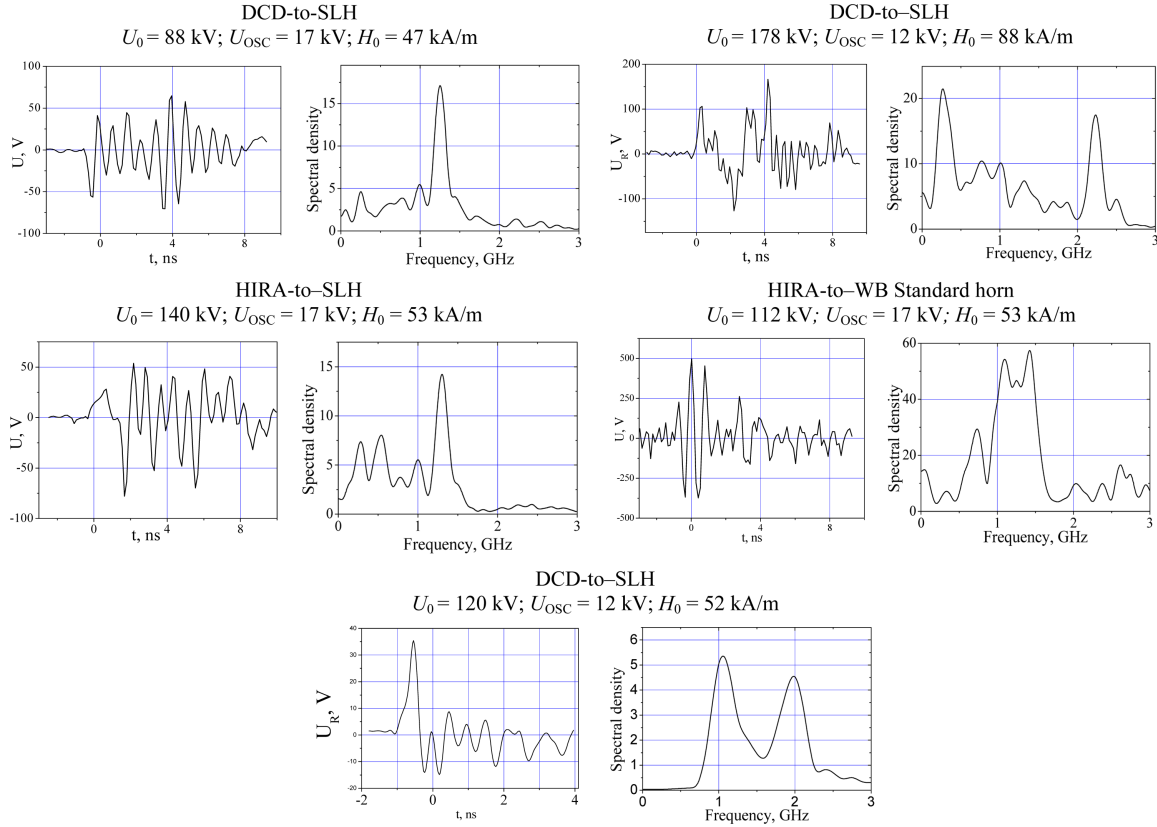 DCD-to-SLH
U0 = 88 kV; UOSC = 17 kV; H0 = 47 kA/m
100
50
0
-50
-100
U, V
0 4 8
t, ns
15
10
5
0
Spectral density
0 1 2 3
Frequency, GHz
DCD-to–SLH
U0 = 178 kV; UOSC = 12 kV; H0 = 88 kA/m
200
100
0
-100
UR, V
0 4 8
t, ns
20
10
0
Spectral density
0 1 2 3
Frequency, GHz
HIRA-to–SLH
U0 = 140 kV; UOSC = 17 kV; H0 = 53 kA/m
50
0
-50
-100
U, V
0 4 8
t, ns
15
10
5
0
Spectral density
0 1 2 3
Frequency, GHz
HIRA-to–WB Standard horn
U0 = 112 kV; UOSC = 17 kV; H0 = 53 kA/m
500
250
0
-250
-500
U, V
0 4 8
t, ns
60
40
20
0
Spectral density
0 1 2 3
Frequency, GHz
DCD-to–SLH
U0 = 120 kV; UOSC = 12 kV; H0 = 52 kA/m
40
30
20
10
0
-10
-20
UR, V
-2 0 2 4
t, ns
6
5
4
3
2
1
0
Spectral density
0 1 2 3
Frequency, GHz